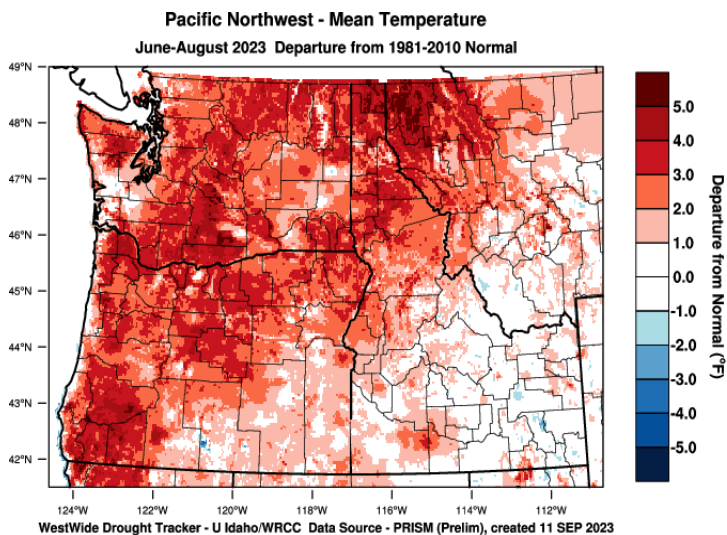 Pacific Northwest - Mean Temperature
June-August 2023 Departure from 1981-2010 Normal
49°N
48°N
47°N
46°N
45°N
44°N
43°N
42°N
124°W
122°W
120°W
118°W
116°W
114°W
112°W
5.0
4.0
3.0
2.0
1.0
0.0
-1.0
-2.0
-3.0
-4.0
-5.0
Departure from Normal (°F)
WestWide Drought Tracker - U Idaho/WRCC Data Source - PRISM (Prelim), created 11 SEP 2023